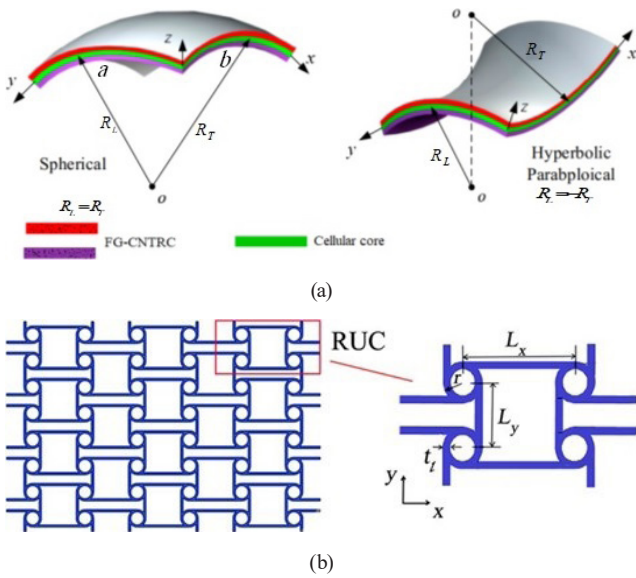 z
x
y
a
b
R_L
R_T
Spherical
o
R_L=R_T
o
R_T
x
z
y
R_L
Hyperbolic
Parabploical
o
R_L=-R_T
FG-CNTRC
Cellular core
(a)
RUC
L_x
r
L_y
t_t
y
x
(b)